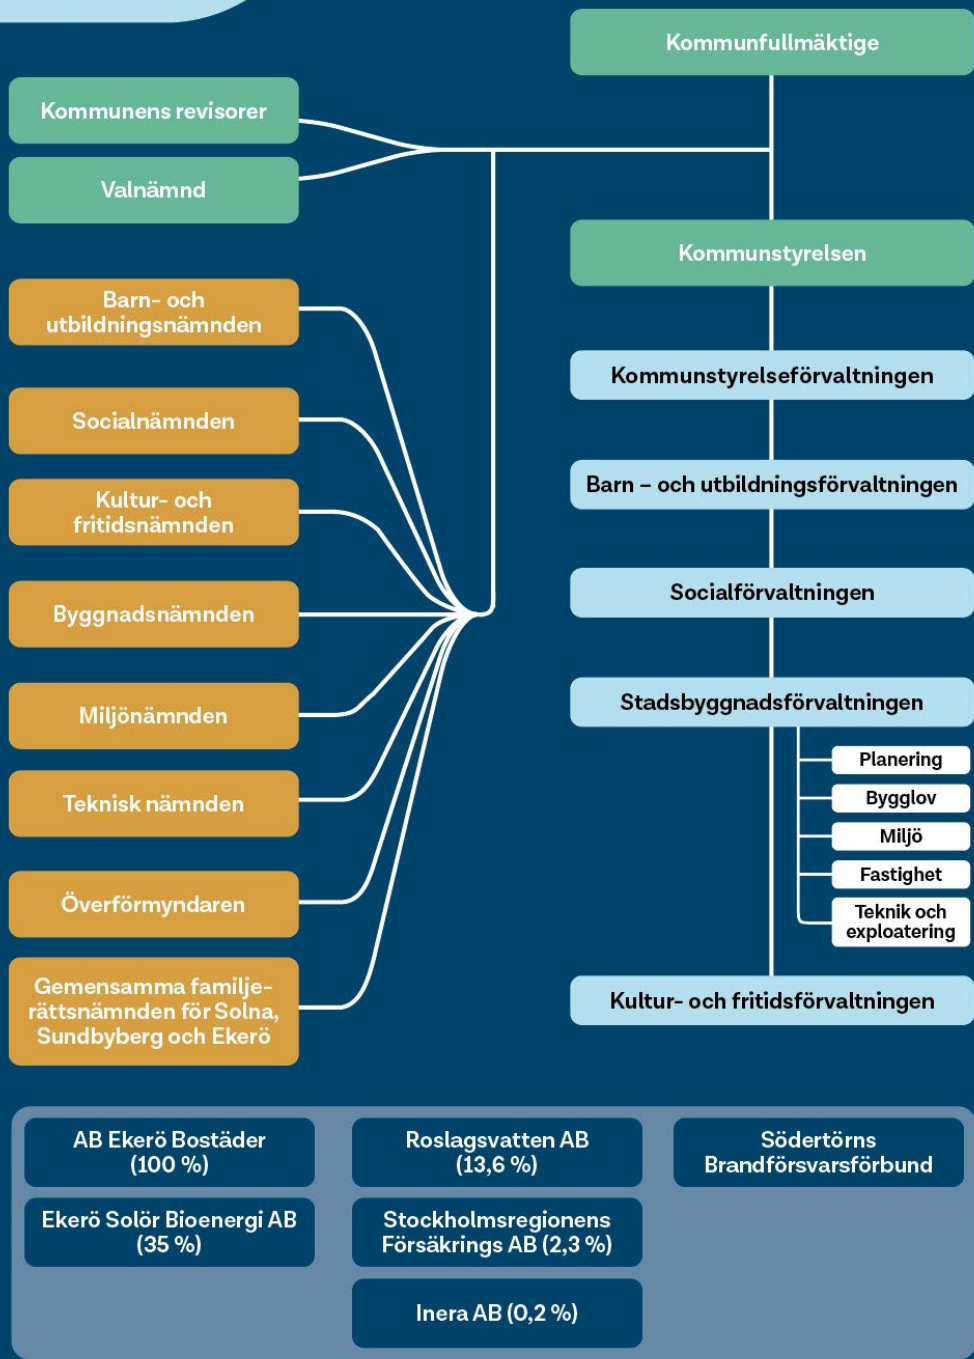 Kommunfullmäktige
Kommunens revisorer
Valnämnd
Kommunstyrelsen
Barn- och
utbildningsnämnden
Socialnämnden
Kultur- och
fritidsnämnden
Byggnadsnämnden
Miljönämnden
Teknisk nämnden
Överförmyndaren
Gemensamma familje-
rättsnämnden för Solna,
Sundbyberg och Ekerö
Kommunstyrelseförvaltningen
Barn – och utbildningsförvaltningen
Socialförvaltningen
Stadsbyggnadsförvaltningen
Planering
Bygglov
Miljö
Fastighet
Teknik och
exploatering
Kultur- och fritidsförvaltningen
AB Ekerö Bostäder
(100 %)
Ekerö Solör Bioenergi AB
(35 %)
Roslagsvatten AB
(13,6 %)
Stockholmsregionens
Försäkrings AB (2,3 %)
Inera AB (0,2 %)
Södertörns
Brandförsvarsförbund